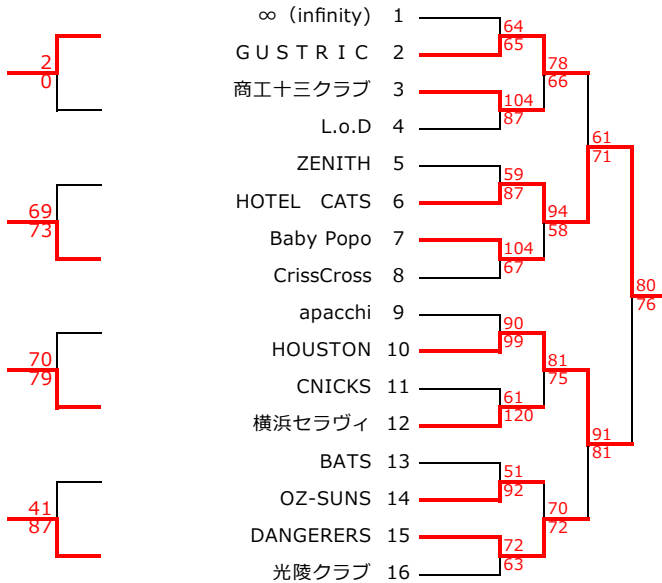 ∞（infinity) 1
ＧＵＳＴＲＩＣ 2
商工十三クラブ 3
L.o.D 4
ZENITH 5
HOTEL　CATS 6
Baby Popo 7
CrissCross 8
apacchi 9
HOUSTON 10
CNICKS 11
横浜セラヴィ 12
BATS 13
OZ-SUNS 14
DANGERERS 15
光陵クラブ 16
2
0
69
73
70
79
41
87
64
65
104
87
59
87
104
67
90
99
61
120
51
92
72
63
78
66
94
58
81
75
70
72
61
71
91
81
80
76